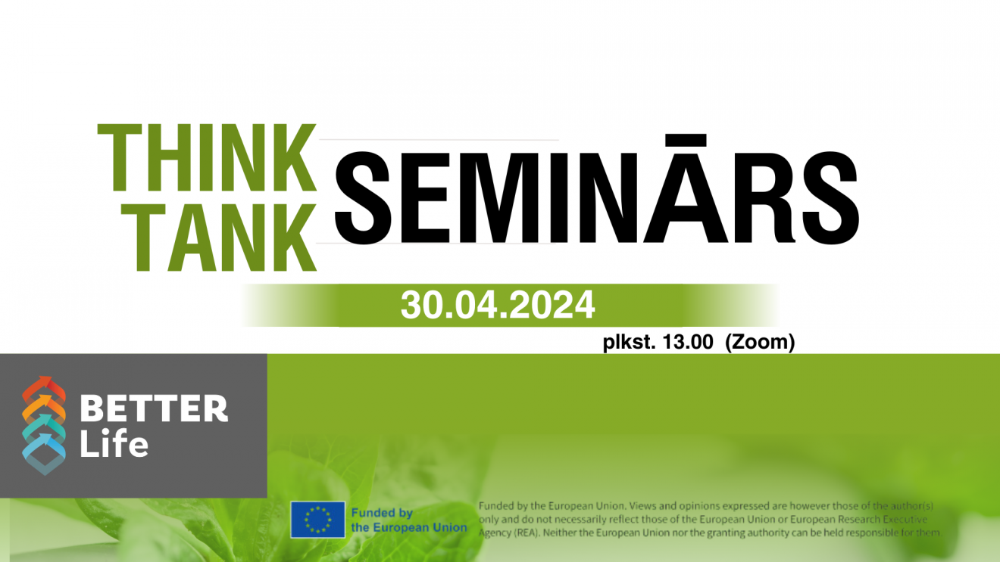 THINK
TANK
SEMINĀRS
30.04.2024
plkst. 13.00 (Zoom)
BETTER
Life
Funded by
the European Union
Funded by the European Union. Views and opinions expressed are however those of the author(s)
only and do not necessarily reflect those of the European Union or European Research Executive
Agency (REA). Neither the European Union nor the granting authority can be held responsible for them.